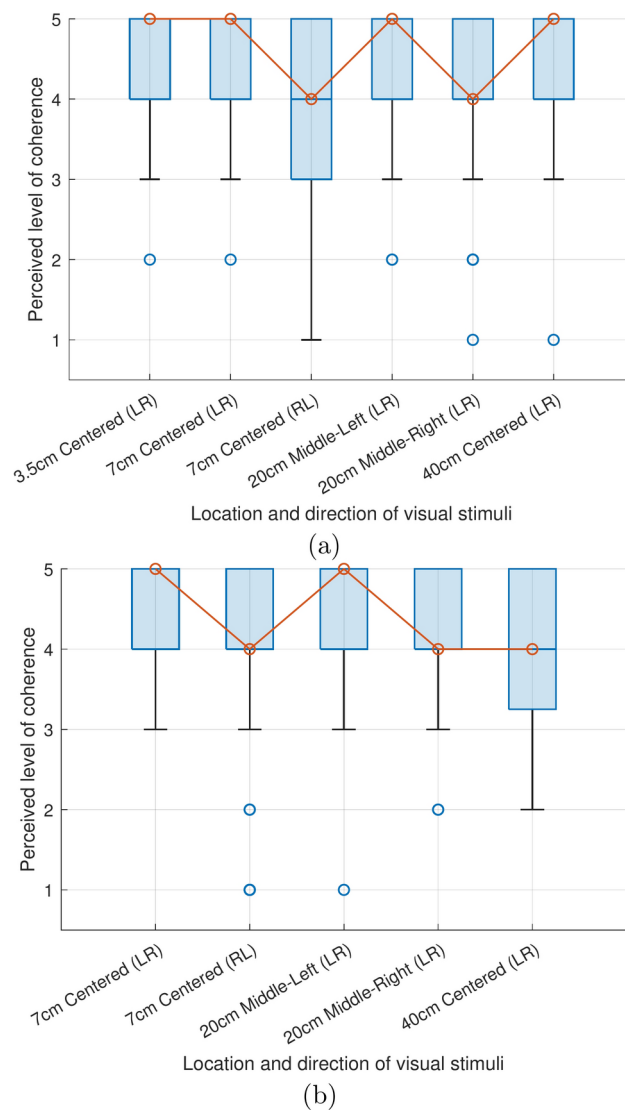 5
4
3
2
1
Perceived level of coherence
3.5cm Centered (LR)
7cm Centered (LR)
7cm Centered (RL)
20cm Middle-Left (LR)
20cm Middle-Right (LR)
40cm Centered (LR)
Location and direction of visual stimuli
(a)
5
4
3
2
1
Perceived level of coherence
7cm Centered (LR)
7cm Centered (RL)
20cm Middle-Left (LR)
20cm Middle-Right (LR)
40cm Centered (LR)
Location and direction of visual stimuli
(b)